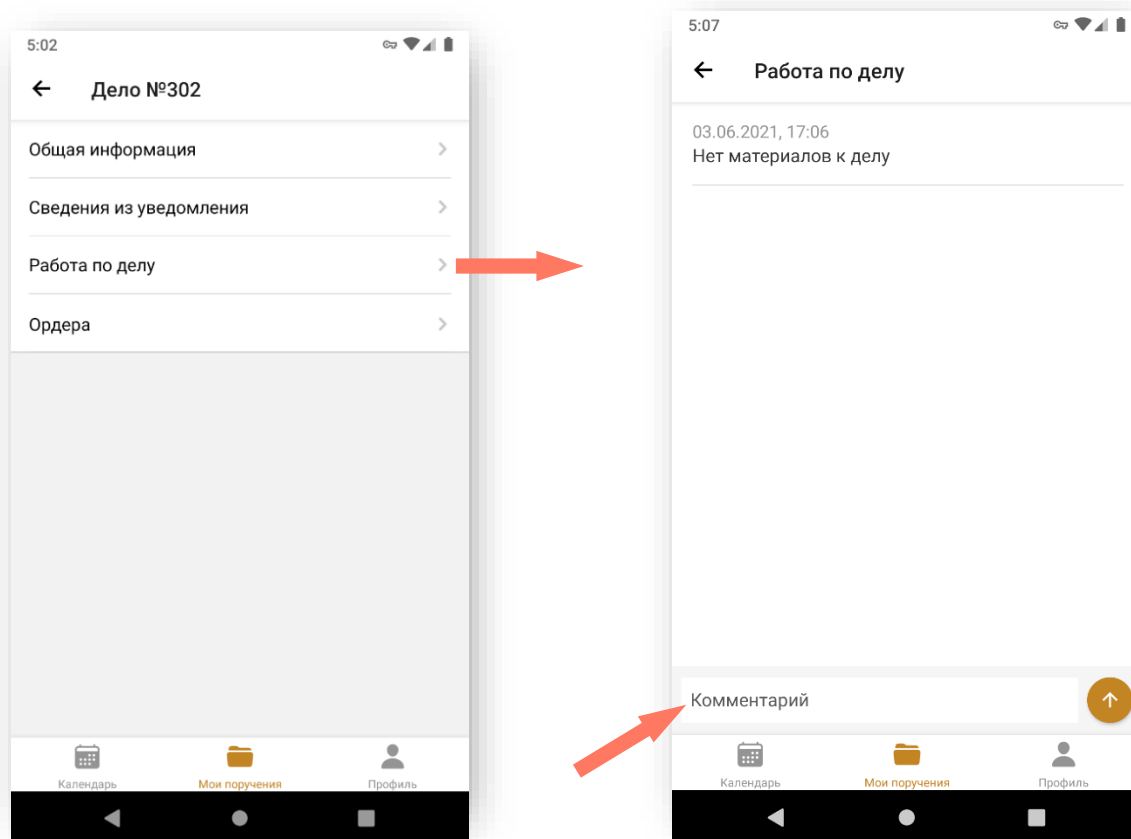 5:02
Дело №302
Общая информация
Сведения из уведомления
Работа по делу
Ордера
Календарь
Мои поручения
Профиль
5:07
Работа по делу
03.06.2021, 17:06
Нет материалов к делу
Комментарий
Календарь
Мои поручения
Профиль